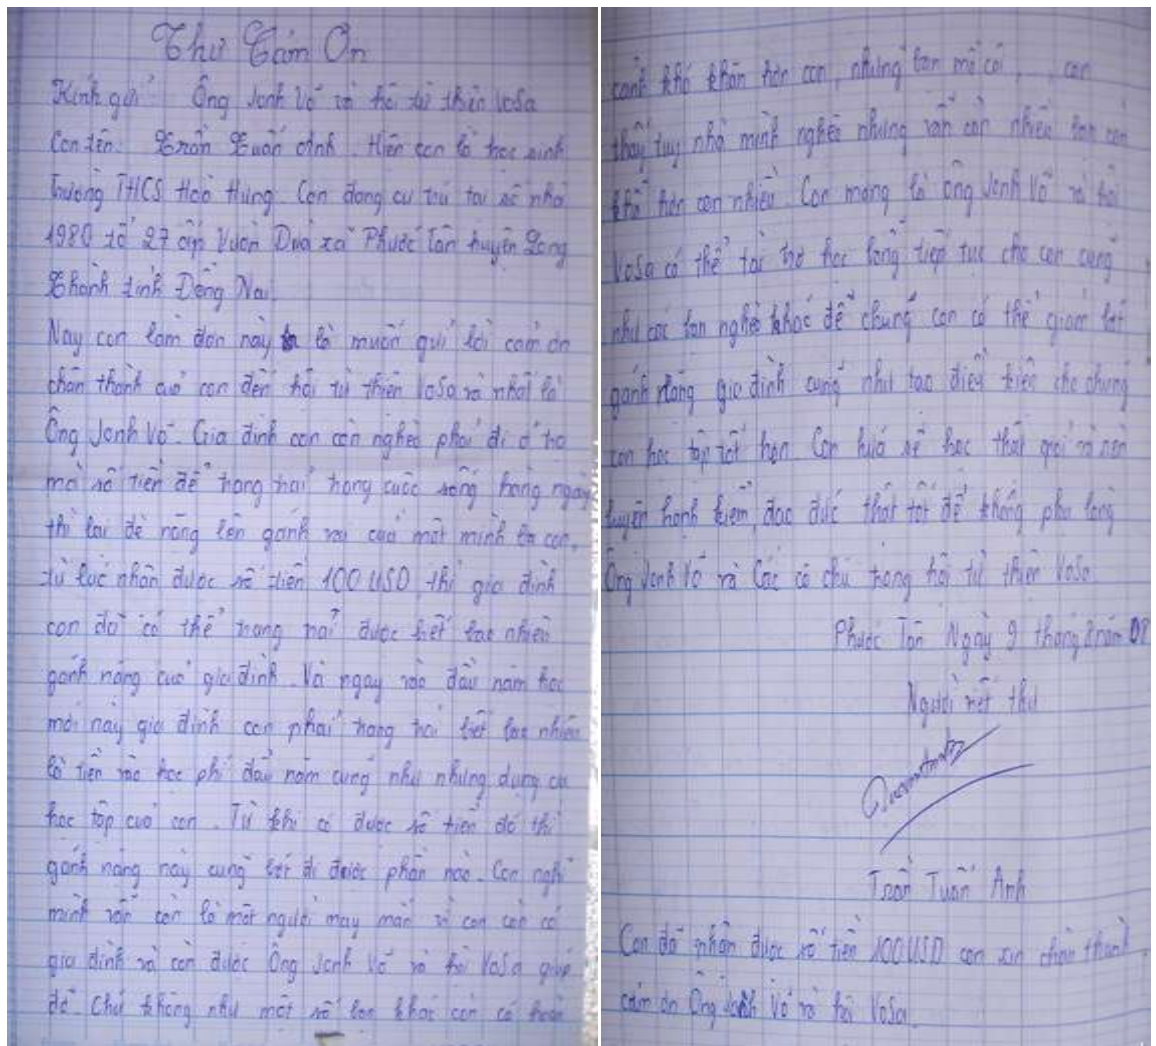 Thư Cảm Ơn
Kính gửi: Ông Jonh Võ và hội từ thiện VoSa
Con tên: Trần Tuấn Anh. Hiện con là học sinh
trường THCS Hoà Hưng. Con đang cư trú tại số nhà
1980 tổ 27 ấp Vườn Dừa xã Phước Tân huyện Long
Thành tỉnh Đồng Nai.
Nay con làm đơn này là muốn gửi lời cảm ơn
chân thành của con đến hội từ thiện VoSa và nhất là
Ông Jonh Võ. Gia đình con còn nghèo phải đi ở trọ
mà số tiền để trang trải trong cuộc sống hằng ngày
thì lại đè nặng lên gánh vai của một mình ba con.
từ lúc nhận được số tiền 100 USD, thì gia đình
con đã có thể trang trải được biết bao nhiêu
gánh nặng của gia đình. Và ngay vào đầu năm học
mới này gia đình con phải trang trải biết bao nhiêu
là tiền vào học phí đầu năm cũng như những dụng cụ
học tập của con. Từ khi có được số tiền đó thì
gánh nặng này cũng bớt đi được phần nào. Con nghĩ
mình vẫn còn là một người may mắn vì con còn có
gia đình và còn được Ông Jonh Võ và hội VoSa giúp
đỡ. Chứ không như một số bạn khác còn có hoàn
cảnh khó khăn hơn con, những bạn mồ côi, ..., con
thấy tuy nhà mình nghèo nhưng vẫn còn nhiều bạn còn
khổ hơn con nhiều. Con mong là ông Jonh Võ và hội
VoSa có thể tài trợ học bổng tiếp tục cho con cũng
như các bạn nghèo khác để chúng con có thể giảm bớt
gánh nặng gia đình cũng như tạo điều kiện cho chúng
con học tập tốt hơn. Con hứa sẽ học thật giỏi và rèn
luyện hạnh kiểm, đạo đức thật tốt để không phụ lòng
Ông Jonh Võ và Các cô chú trong hội từ thiện VoSa.
Phước Tân Ngày 9 tháng 2 năm 08
Người viết thư
Trần Tuấn Anh
Con đã nhận được số tiền 100 USD con xin chân thành
cảm ơn Ông Jonh Võ và hội VoSa.